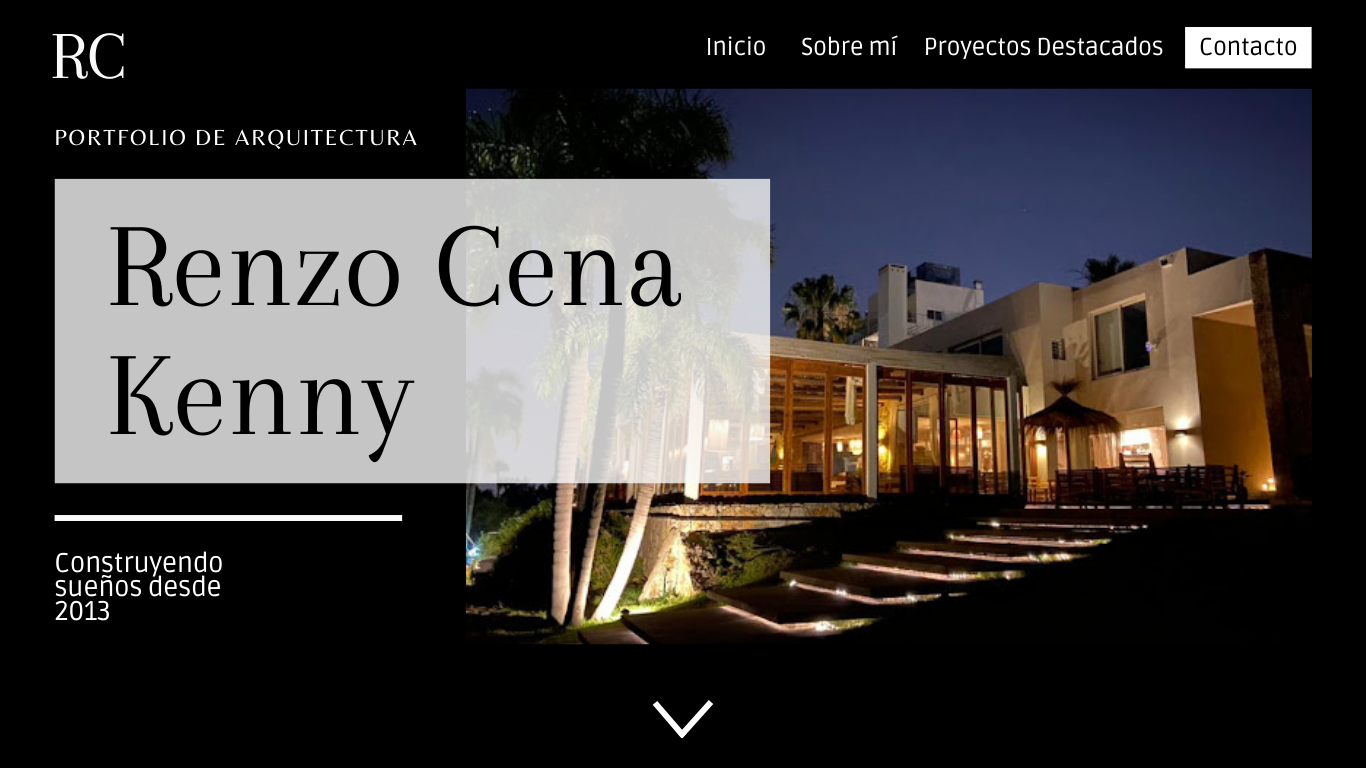 RC
Inicio
Sobre mí
Proyectos Destacados
Contacto
PORTFOLIO DE ARQUITECTURA
Renzo Cena
Kenny
Construyendo
sueños desde
2013